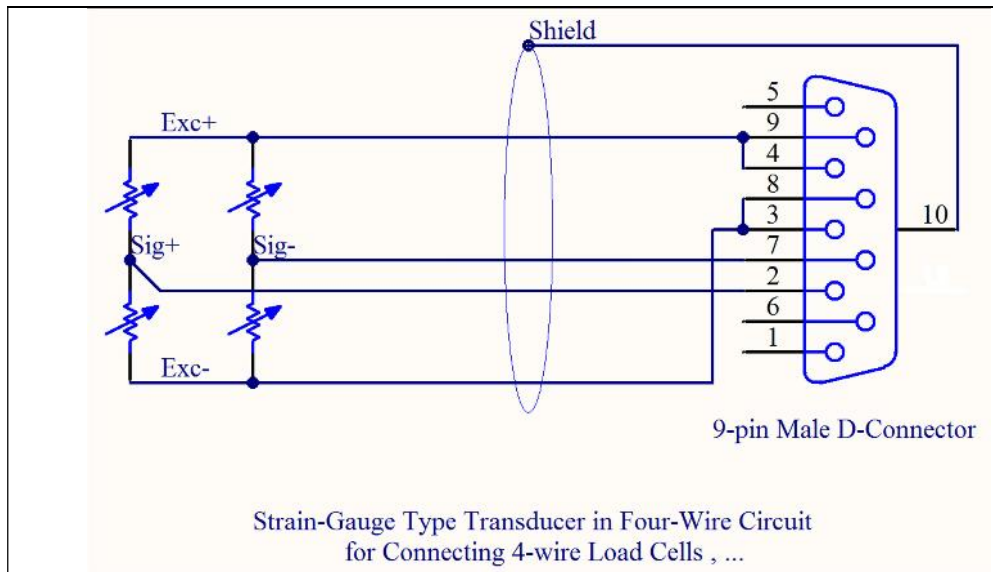 Shield
Exc+
5
9
4
8
3
10
Sig+
Sig-
7
2
6
1
Exc-
9-pin Male D-Connector
Strain-Gauge Type Transducer in Four-Wire Circuit
for Connecting 4-wire Load Cells , ...